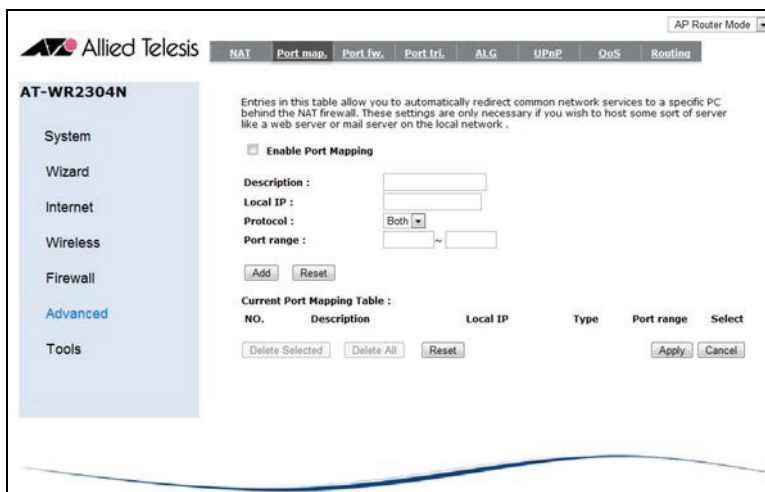 AP Router Mode
Allied Telesis
NAT Port map. Port fw. Port tri. ALG UPnP QoS Routing
AT-WR2304N
System
Wizard
Internet
Wireless
Firewall
Advanced
Tools
Entries in this table allow you to automatically redirect common network services to a specific PC
behind the NAT firewall. These settings are only necessary if you wish to host some sort of server
like a web server or mail server on the local network .
Enable Port Mapping
Description :
Local IP :
Protocol : Both
Port range : ~
Add Reset
Current Port Mapping Table :
NO. Description Local IP Type Port range Select
Delete Selected Delete All Reset Apply Cancel